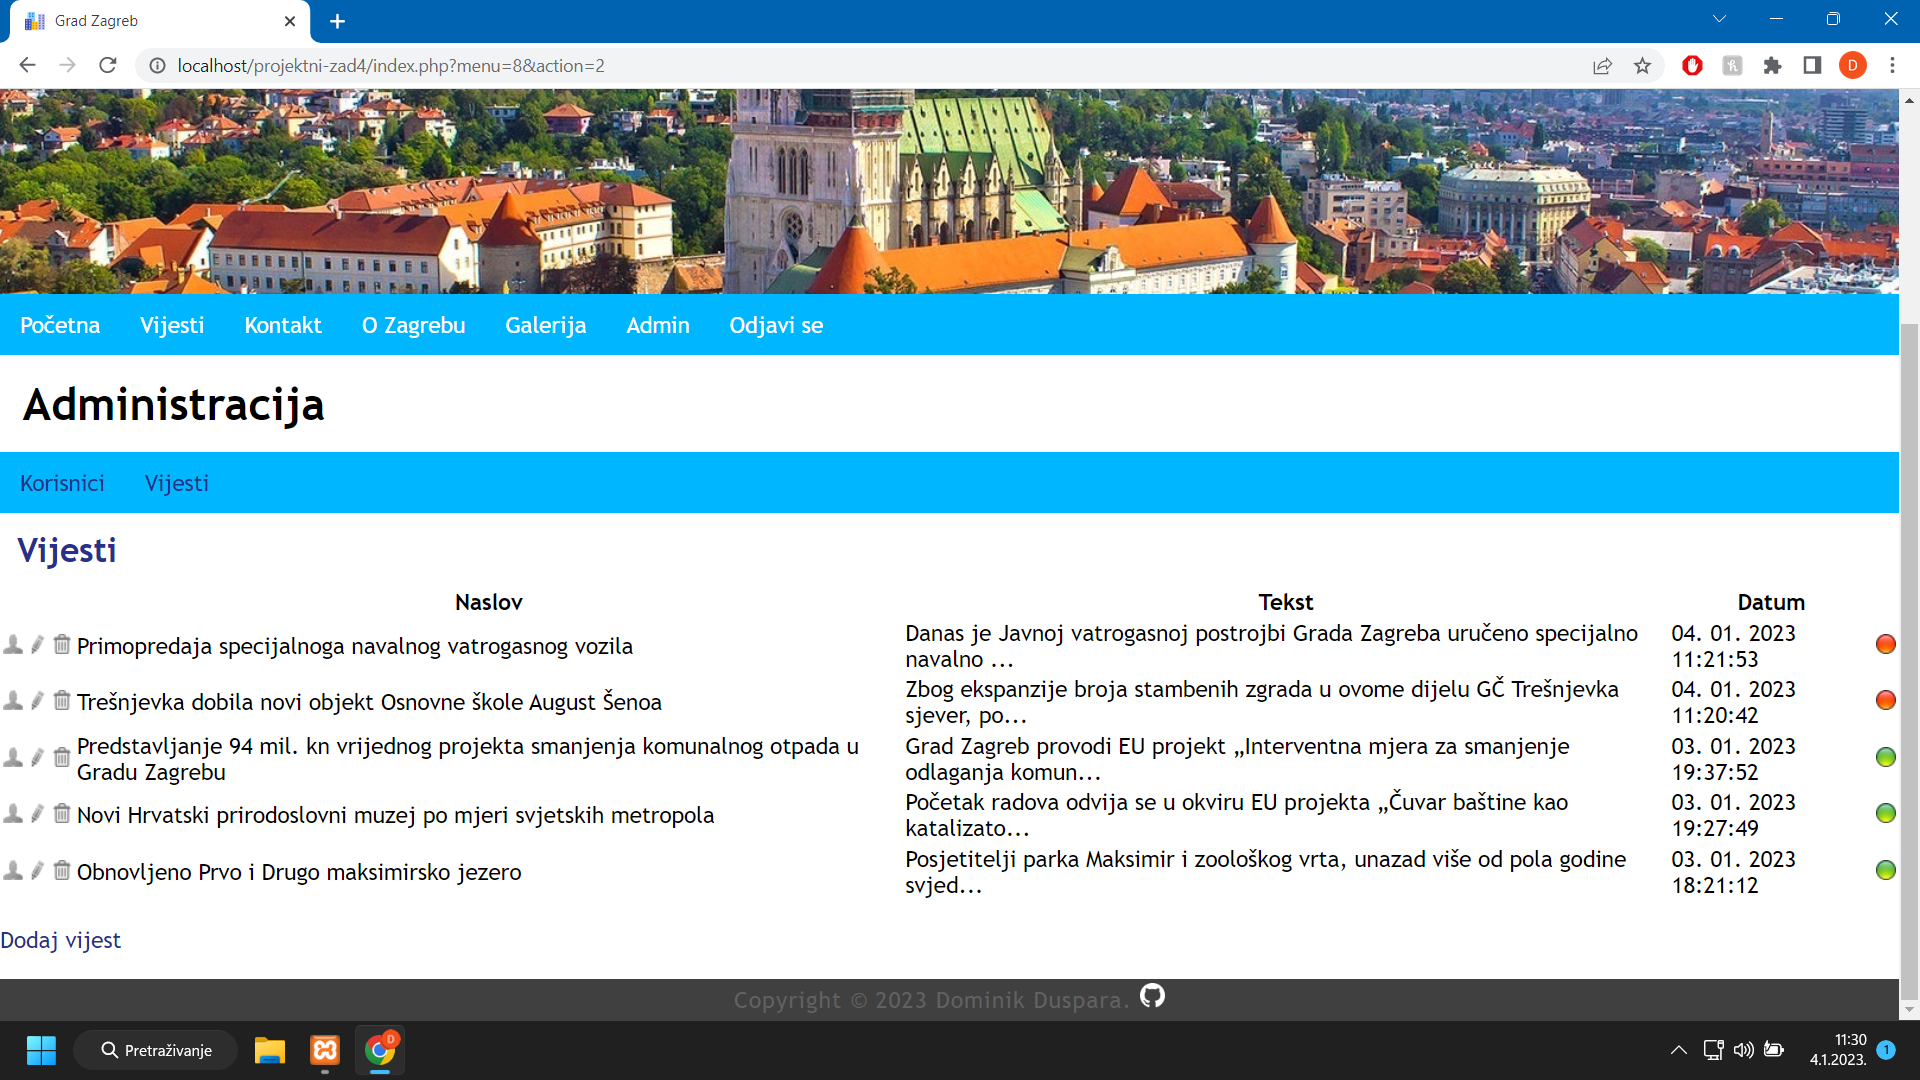 Grad Zagreb
localhost/projektni-zad4/index.php?menu=8&action=2
D
Početna Vijesti Kontakt O Zagrebu Galerija Admin Odjavi se
Administracija
Korisnici Vijesti
Vijesti
Naslov Tekst Datum
Primopredaja specijalnoga navalnog vatrogasnog vozila
Danas je Javnoj vatrogasnoj postrojbi Grada Zagreba uručeno specijalno
navalno ...
04. 01. 2023
11:21:53
Trešnjevka dobila novi objekt Osnovne škole August Šenoa
Zbog ekspanzije broja stambenih zgrada u ovome dijelu GČ Trešnjevka
sjever, po...
04. 01. 2023
11:20:42
Predstavljanje 94 mil. kn vrijednog projekta smanjenja komunalnog otpada u
Gradu Zagrebu
Grad Zagreb provodi EU projekt „Interventna mjera za smanjenje
odlaganja komun...
03. 01. 2023
19:37:52
Novi Hrvatski prirodoslovni muzej po mjeri svjetskih metropola
Početak radova odvija se u okviru EU projekta „Čuvar baštine kao
katalizato...
03. 01. 2023
19:27:49
Obnovljeno Prvo i Drugo maksimirsko jezero
Posjetitelji parka Maksimir i zoološkog vrta, unazad više od pola godine
svjed...
03. 01. 2023
18:21:12
Dodaj vijest
Copyright © 2023 Dominik Duspara.
Pretraživanje
D
11:30
4.1.2023.
1